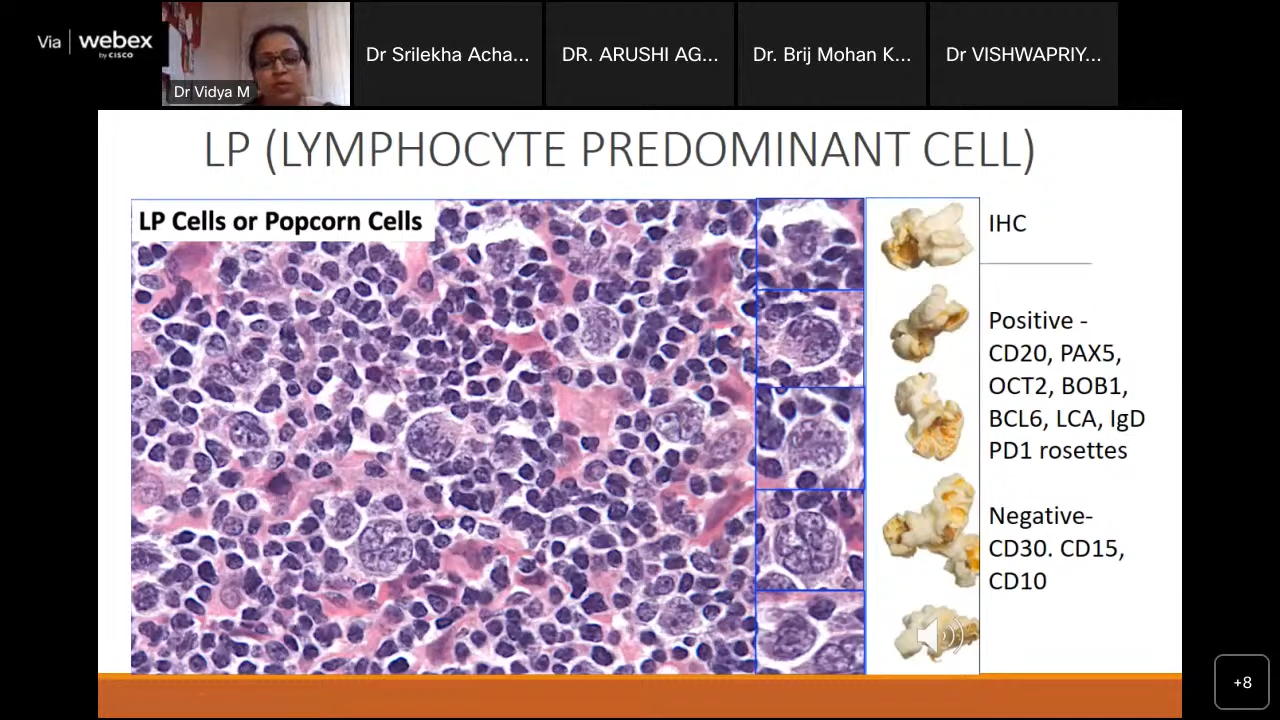 Via webex
by CISCO
Dr Vidya M
Dr Srilekha Acha...
DR. ARUSHI AG...
Dr. Brij Mohan K...
Dr VISHWAPRIY...
LP (LYMPHOCYTE PREDOMINANT CELL)
LP Cells or Popcorn Cells
IHC
Positive -
CD20, PAX5,
OCT2, BOB1,
BCL6, LCA, IgD
PD1 rosettes
Negative-
CD30. CD15,
CD10
+8